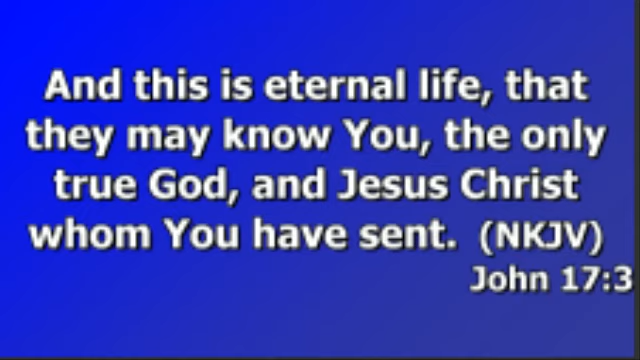 And this is eternal life, that
they may know You, the only
true God, and Jesus Christ
whom You have sent. (NKJV)
John 17:3